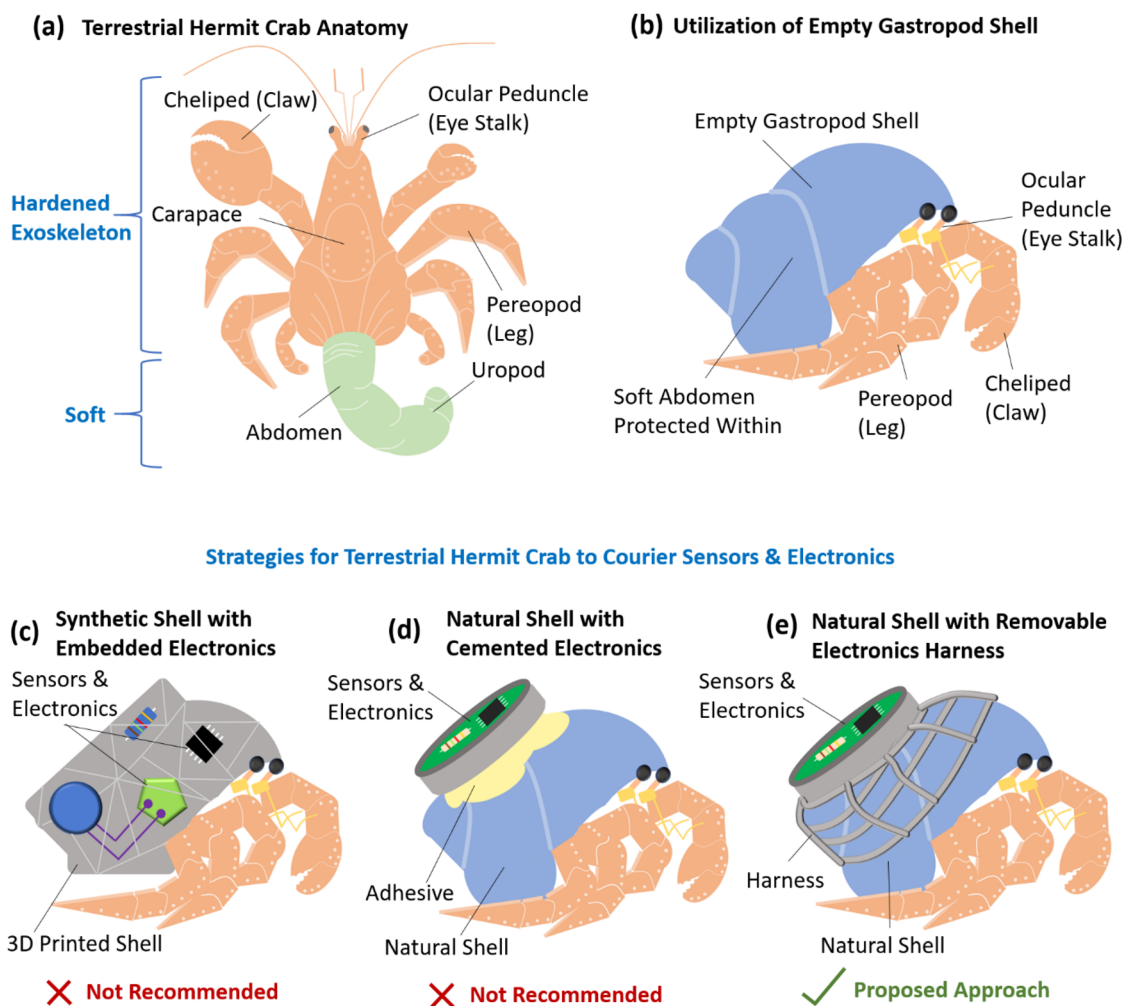 (a) Terrestrial Hermit Crab Anatomy
Cheliped (Claw)
Ocular Peduncle
(Eye Stalk)
Hardened
Exoskeleton
Carapace
Pereopod
(Leg)
Uropod
Soft
Abdomen
(b) Utilization of Empty Gastropod Shell
Empty Gastropod Shell
Ocular
Peduncle
(Eye Stalk)
Soft Abdomen
Protected Within
Pereopod
(Leg)
Cheliped
(Claw)
Strategies for Terrestrial Hermit Crab to Courier Sensors & Electronics
(c) Synthetic Shell with
Embedded Electronics
Sensors &
Electronics
3D Printed Shell
Not Recommended
(d) Natural Shell with
Cemented Electronics
Sensors &
Electronics
Adhesive
Natural Shell
Not Recommended
(e) Natural Shell with Removable
Electronics Harness
Sensors &
Electronics
Harness
Natural Shell
Proposed Approach